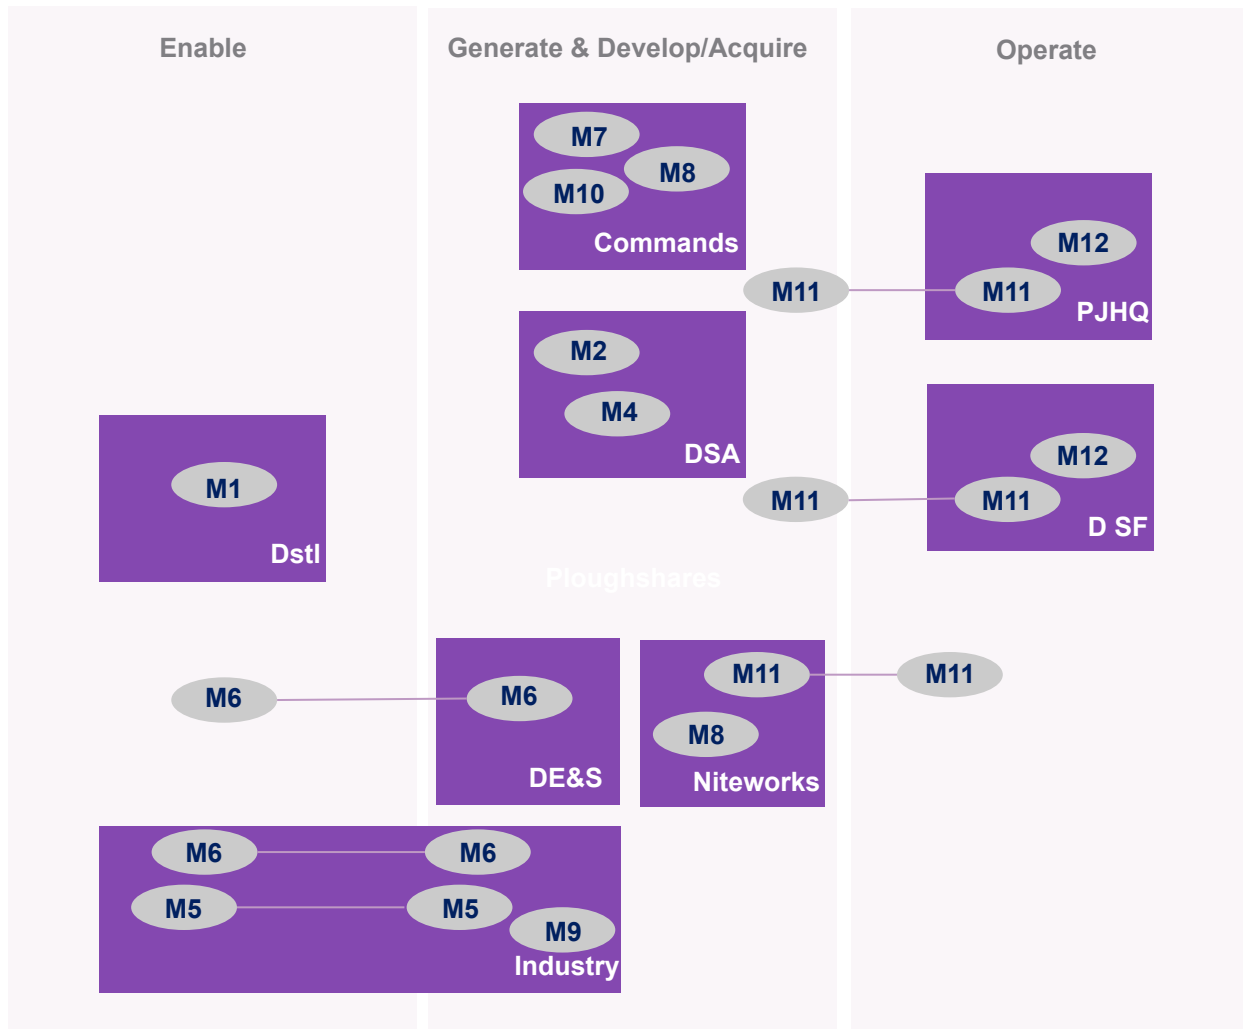 Enable
Generate & Develop/Acquire
Operate
M7
M8
M10
Commands
M12
M11
M11
PJHQ
M2
M4
DSA
M12
M11
M11
D SF
M1
Dstl
Ploughshares
M6
M6
DE&S
M11
M11
M8
Niteworks
M6
M6
M5
M5
M9
Industry